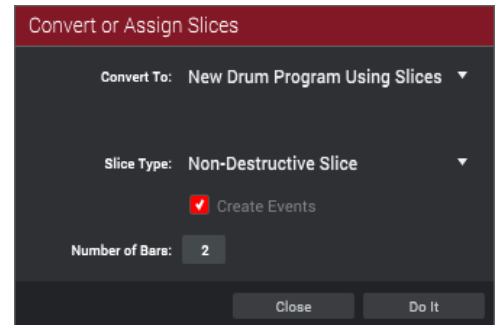 Convert or Assign Slices
Convert To: New Drum Program Using Slices
Slice Type: Non-Destructive Slice
Create Events
Number of Bars: 2
Close Do It